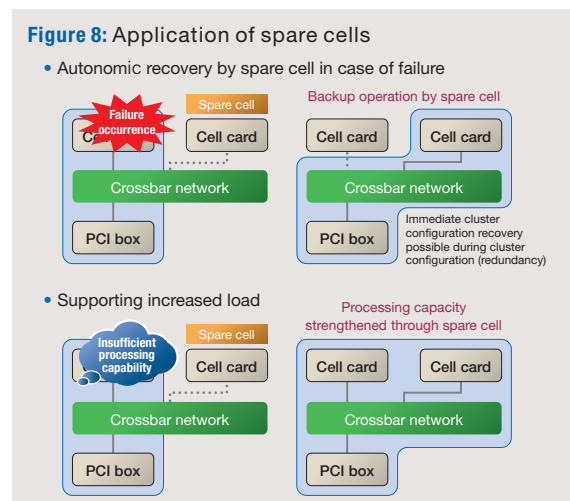 Figure 8: Application of spare cells
• Autonomic recovery by spare cell in case of failure
Spare cell
Failure
occurrence
Cell card
Crossbar network
PCI box
Backup operation by spare cell
Cell card
Cell card
Crossbar network
PCI box
Immediate cluster
configuration recovery
possible during cluster
configuration (redundancy)
• Supporting increased load
Spare cell
Insufficient
processing
capability
Cell card
Crossbar network
PCI box
Processing capacity
strengthened through spare cell
Cell card
Cell card
Crossbar network
PCI box